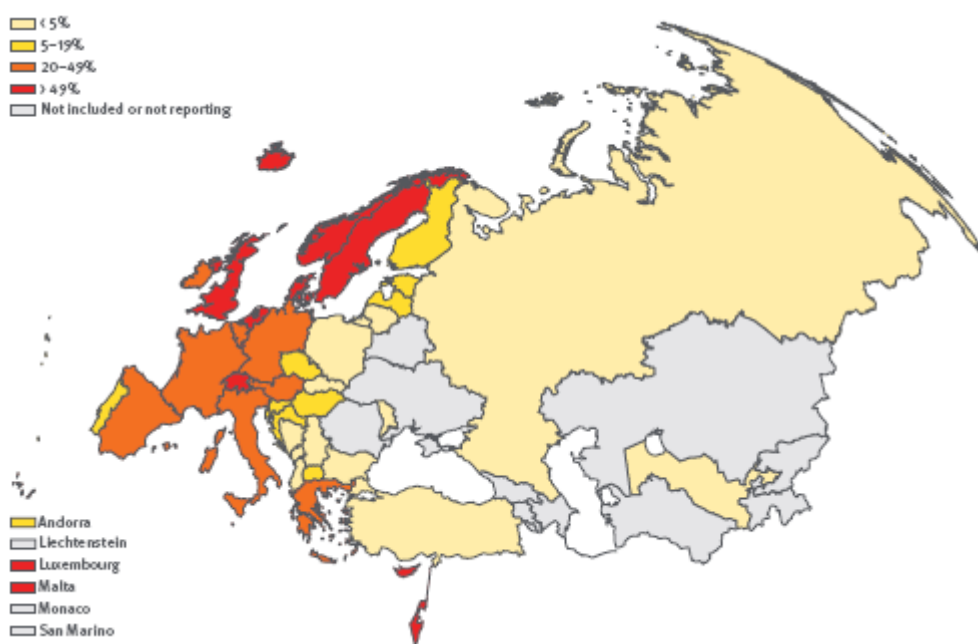 < 5%
5–19%
20–49%
> 49%
Not included or not reporting
Andorra
Liechtenstein
Luxembourg
Malta
Monaco
San Marino